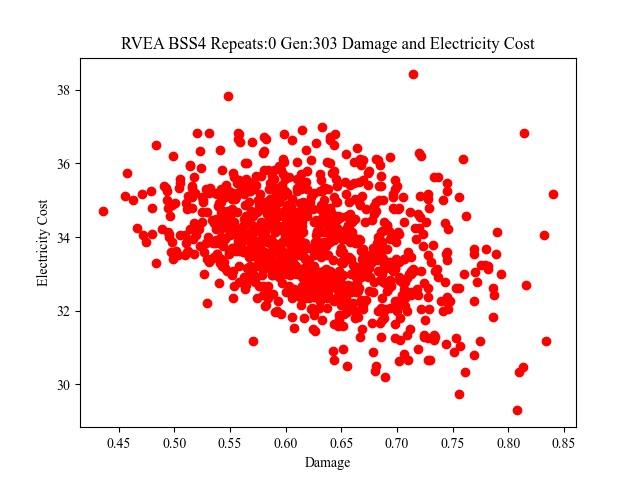 RVEA BSS4 Repeats:0 Gen:303 Damage and Electricity Cost
38
36
34
32
30
Electricity Cost
0.45 0.50 0.55 0.60 0.65 0.70 0.75 0.80 0.85
Damage